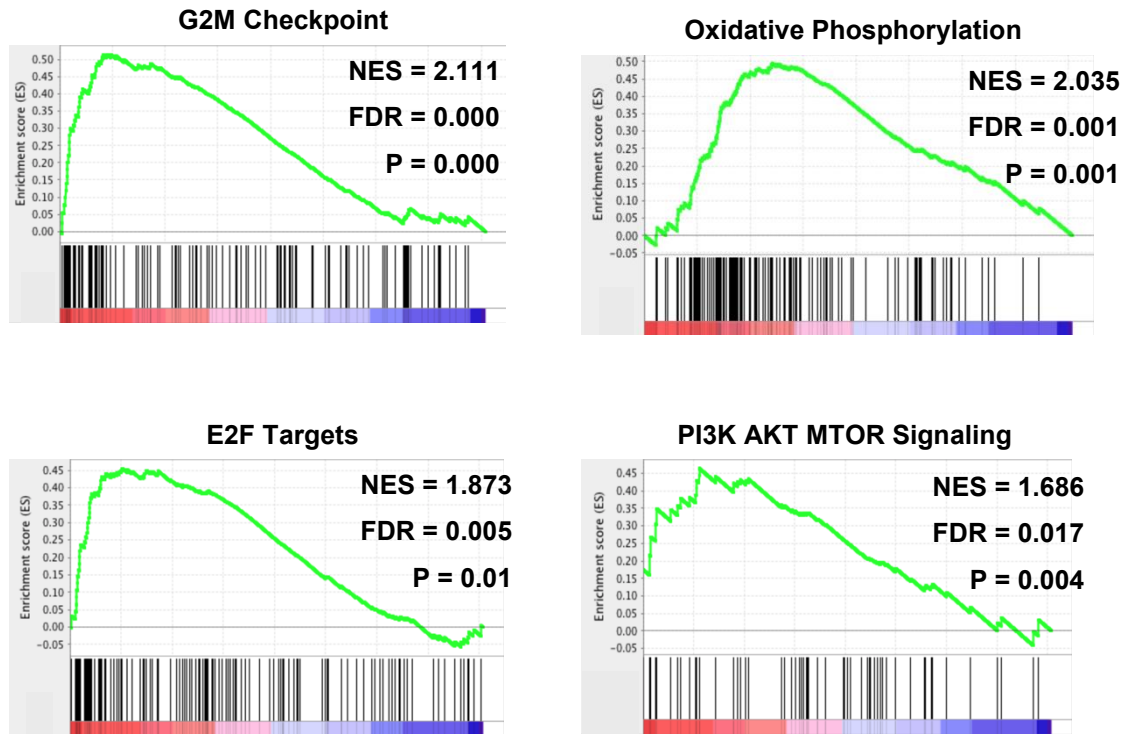 G2M Checkpoint
Enrichment score (ES)
0.50
0.45
0.40
0.35
0.30
0.25
0.20
0.15
0.10
0.05
0.00
NES = 2.111
FDR = 0.000
P = 0.000
Oxidative Phosphorylation
Enrichment score (ES)
0.50
0.45
0.40
0.35
0.30
0.25
0.20
0.15
0.10
0.05
0.00
−0.05
NES = 2.035
FDR = 0.001
P = 0.001
E2F Targets
Enrichment score (ES)
0.45
0.40
0.35
0.30
0.25
0.20
0.15
0.10
0.05
0.00
−0.05
NES = 1.873
FDR = 0.005
P = 0.01
PI3K AKT MTOR Signaling
Enrichment score (ES)
0.45
0.40
0.35
0.30
0.25
0.20
0.15
0.10
0.05
0.00
−0.05
NES = 1.686
FDR = 0.017
P = 0.004